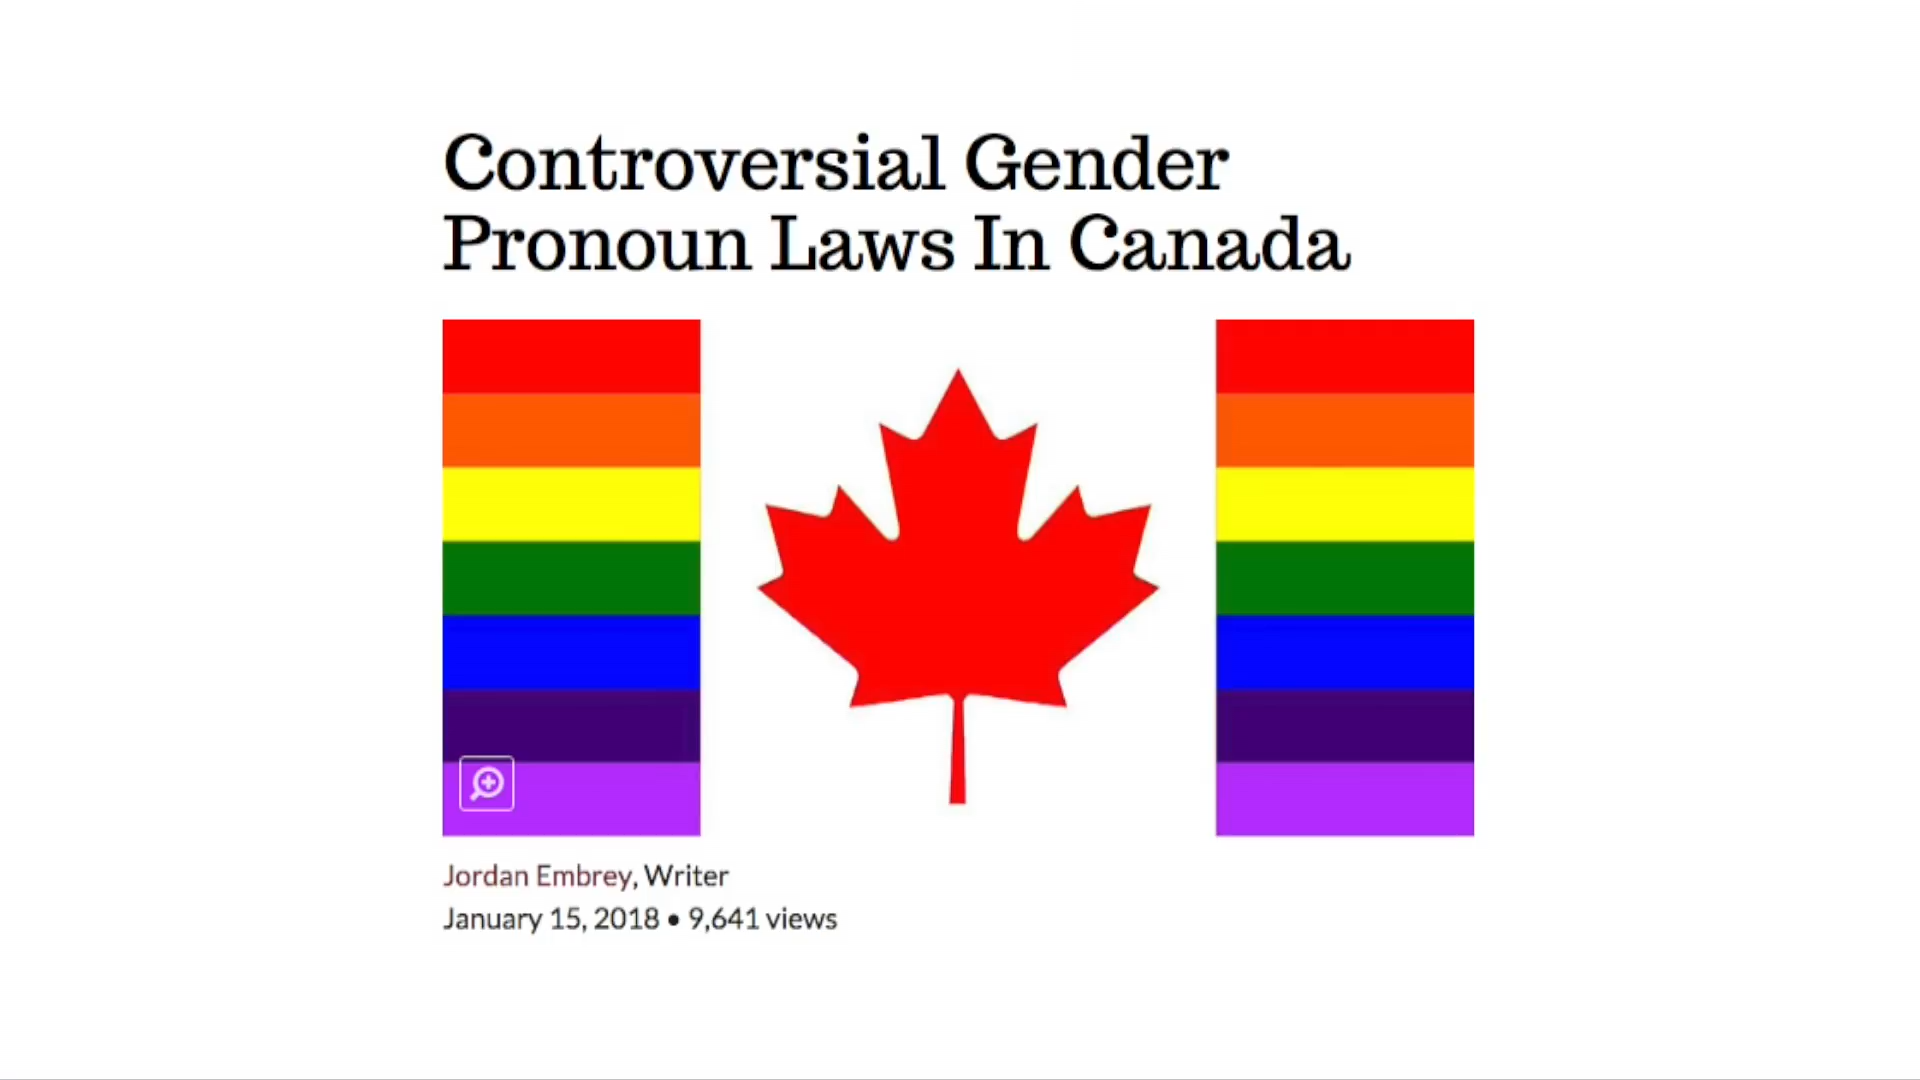 Controversial Gender
Pronoun Laws In Canada
Jordan Embrey, Writer
January 15, 2018 • 9,641 views